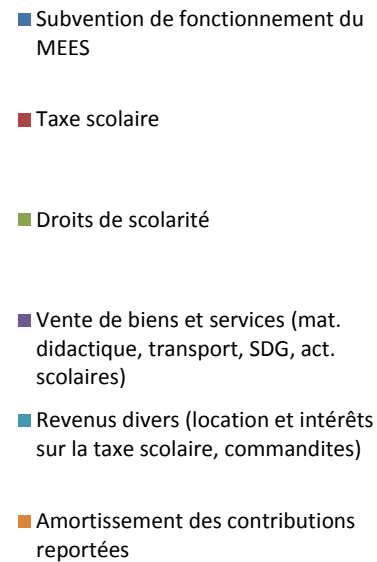 Subvention de fonctionnement du
MEES
Taxe scolaire
Droits de scolarité
Vente de biens et services (mat.
didactique, transport, SDG, act.
scolaires)
Revenus divers (location et intérêts
sur la taxe scolaire, commandites)
Amortissement des contributions
reportées